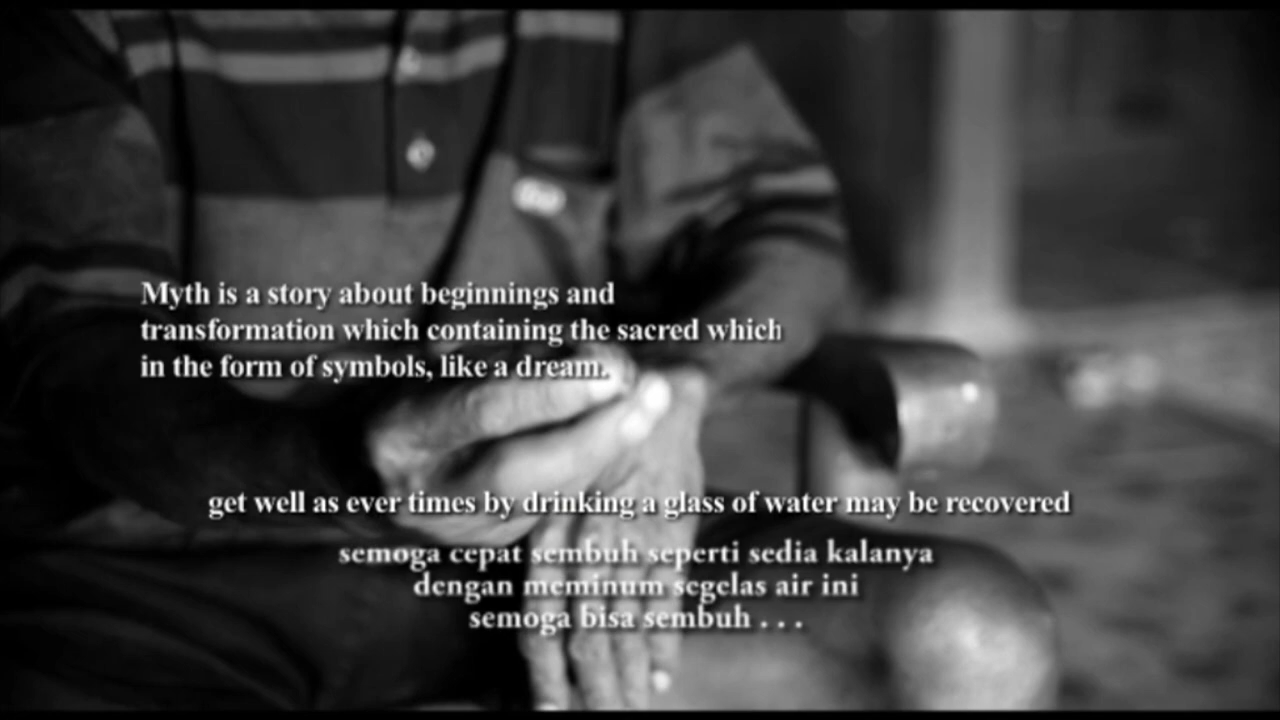 Myth is a story about beginnings and
transformation which containing the sacred which
in the form of symbols, like a dream.
get well as ever times by drinking a glass of water may be recovered
semoga cepat sembuh seperti sedia kalanya
dengan meminum segelas air ini
semoga bisa sembuh . . .